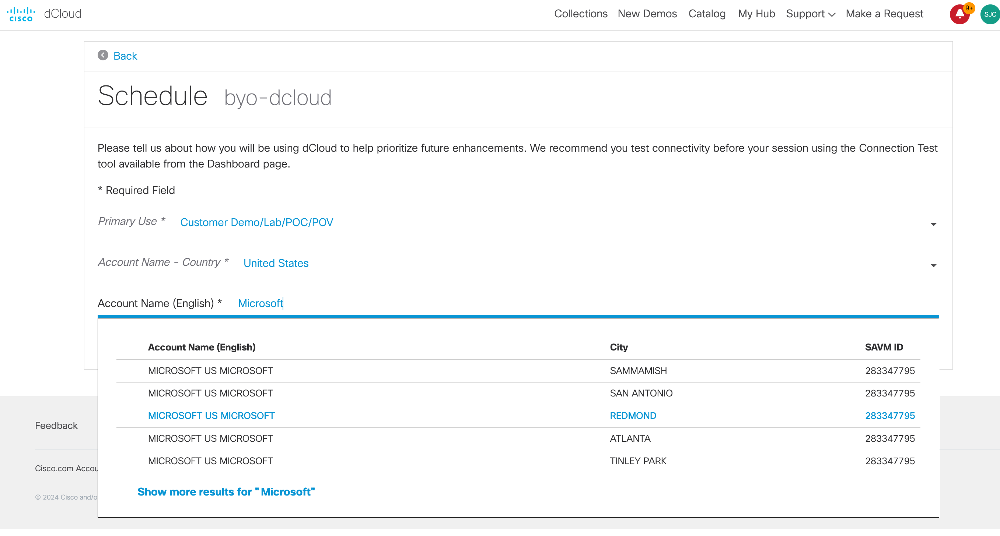 CISCO dCloud Collections New Demos Catalog My Hub Support Make a Request 9+ SJC
Back
Schedule byo-dcloud
Please tell us about how you will be using dCloud to help prioritize future enhancements. We recommend you test connectivity before your session using the Connection Test
tool available from the Dashboard page.
* Required Field
Primary Use * Customer Demo/Lab/POC/POV
Account Name - Country * United States
Account Name (English) * Microsoft
Account Name (English) City SAVM ID
MICROSOFT US MICROSOFT SAMMAMISH 283347795
MICROSOFT US MICROSOFT SAN ANTONIO 283347795
MICROSOFT US MICROSOFT REDMOND 283347795
MICROSOFT US MICROSOFT ATLANTA 283347795
MICROSOFT US MICROSOFT TINLEY PARK 283347795
Show more results for "Microsoft"
Feedback
Cisco.com Accou
© 2024 Cisco and/o